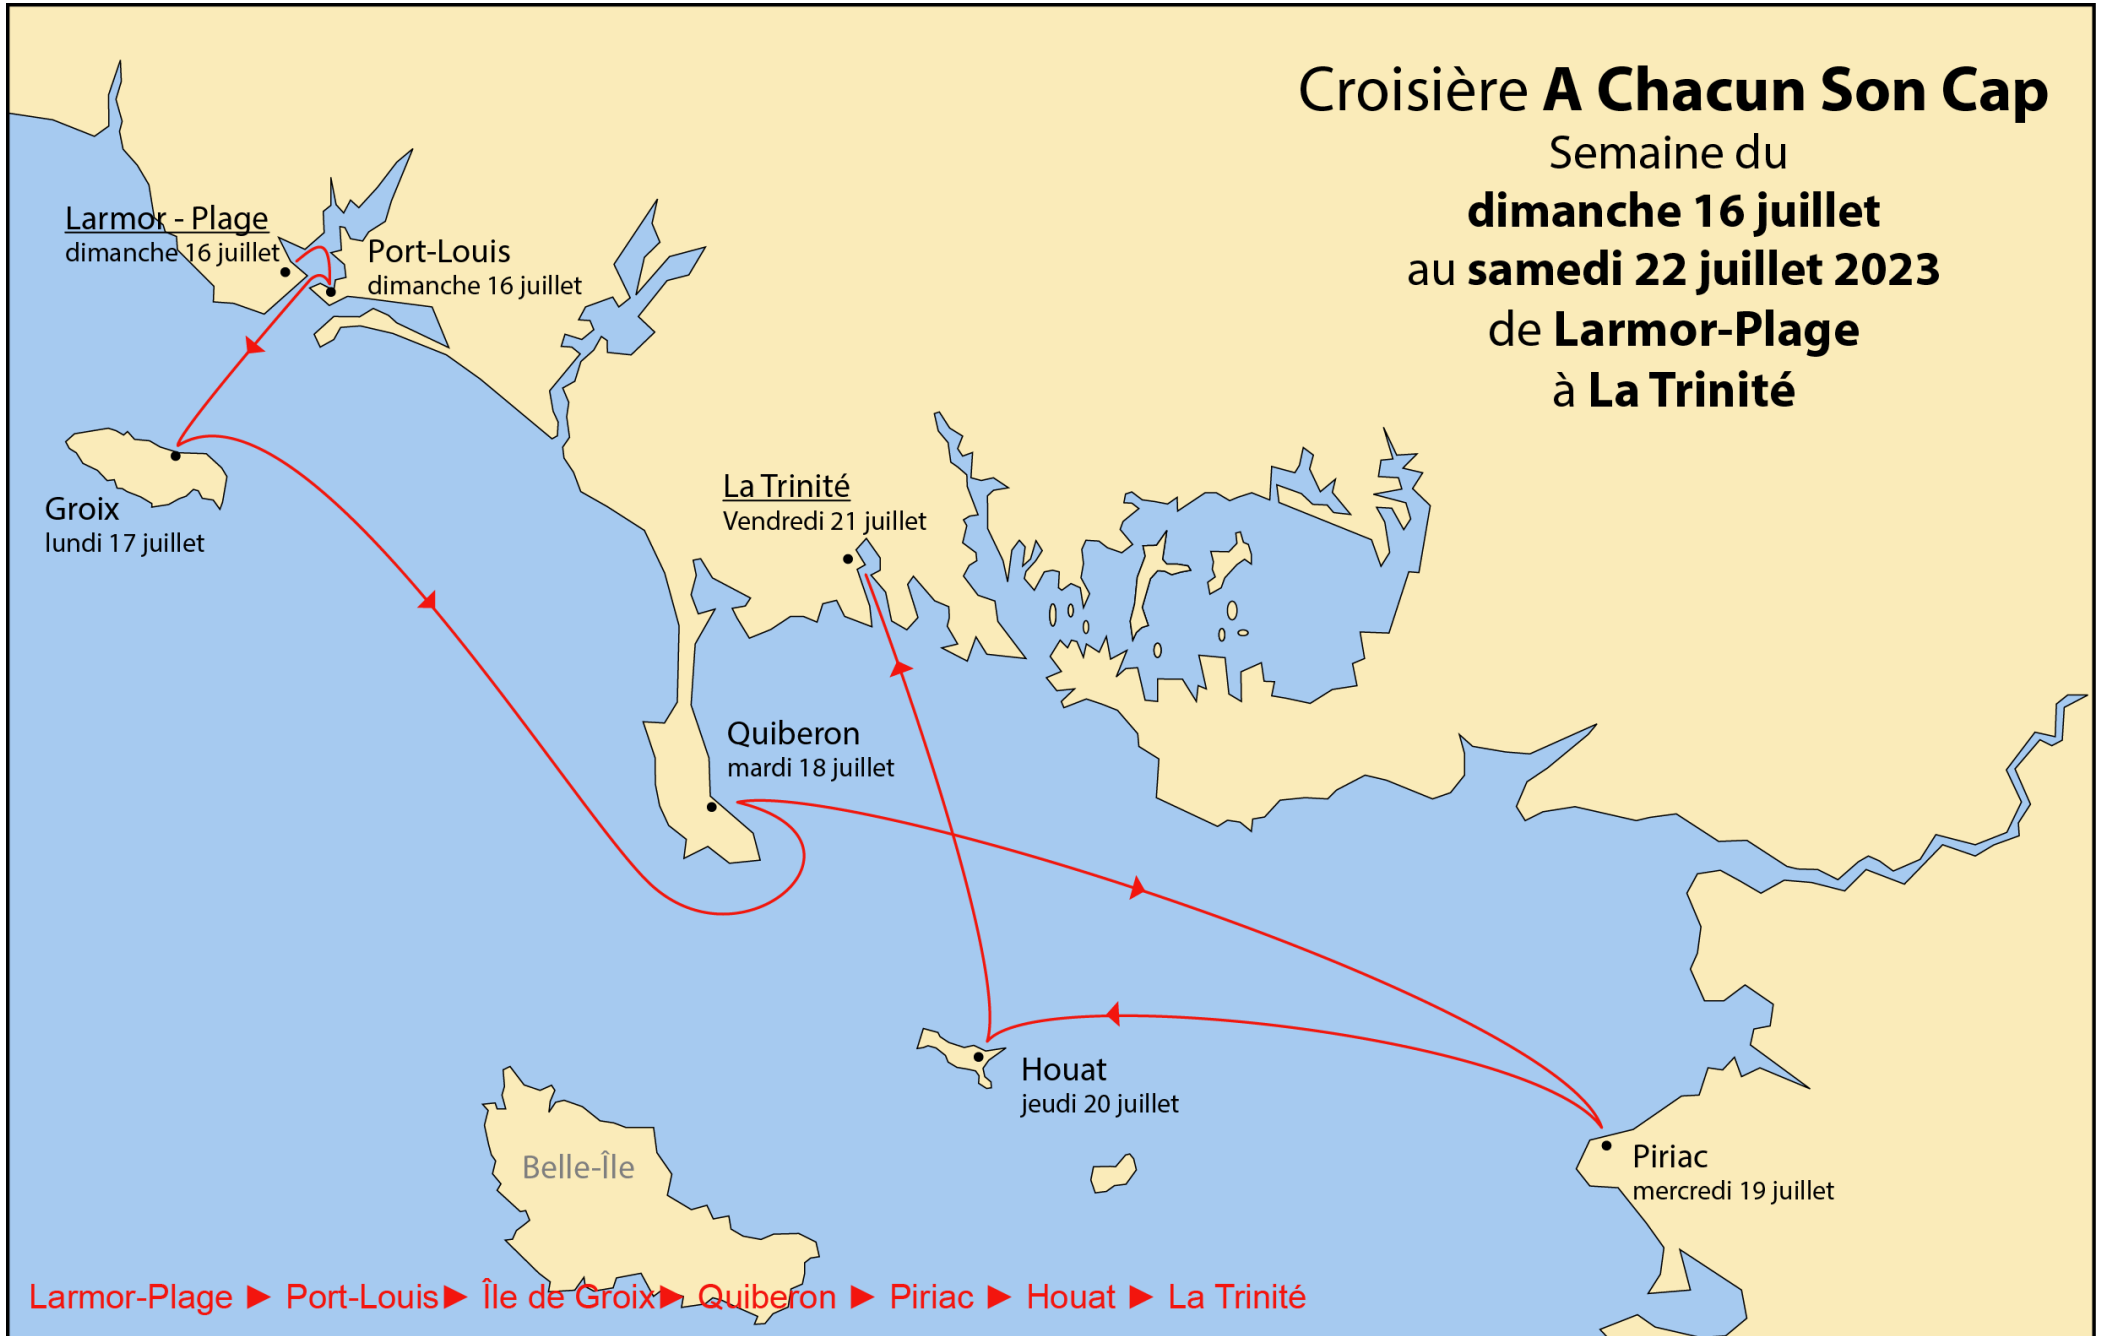 Croisière A Chacun Son Cap
Semaine du
dimanche 16 juillet
au samedi 22 juillet 2023
de Larmor-Plage
à La Trinité
Larmor - Plage
dimanche 16 juillet
Port-Louis
dimanche 16 juillet
Groix
lundi 17 juillet
La Trinité
Vendredi 21 juillet
Quiberon
mardi 18 juillet
Houat
jeudi 20 juillet
Piriac
mercredi 19 juillet
Belle-Île
Larmor-Plage ► Port-Louis► Île de Groix► Quiberon ► Piriac ► Houat ► La Trinité